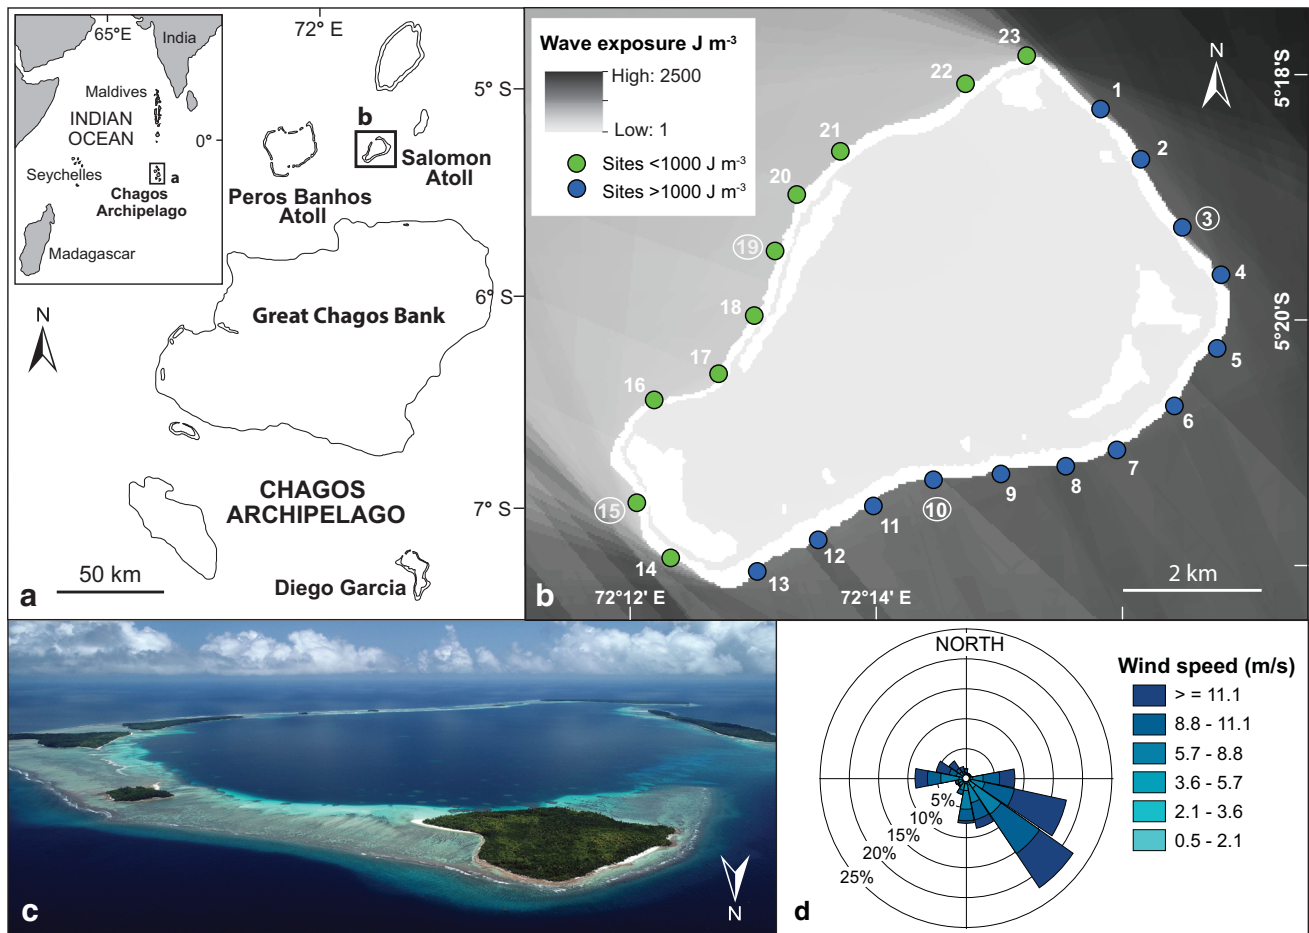 65°E
India
Maldives
INDIAN
OCEAN
0°
Seychelles
a
Chagos
Archipelago
Madagascar
72° E
5° S
b
Salomon
Atoll
Peros Banhos
Atoll
6° S
Great Chagos Bank
N
CHAGOS
ARCHIPELAGO
7° S
50 km
Diego Garcia
a
Wave exposure J m-3
High: 2500
Low: 1
Sites <1000 J m-3
Sites >1000 J m-3
N
5°18'S
5°20'S
23
22
1
21
2
20
3
19
4
18
5
17
16
6
7
8
9
10
15
11
12
14
13
72°12' E
72°14' E
2 km
b
c
N
NORTH
5%
10%
15%
20%
25%
d
Wind speed (m/s)
> = 11.1
8.8 - 11.1
5.7 - 8.8
3.6 - 5.7
2.1 - 3.6
0.5 - 2.1